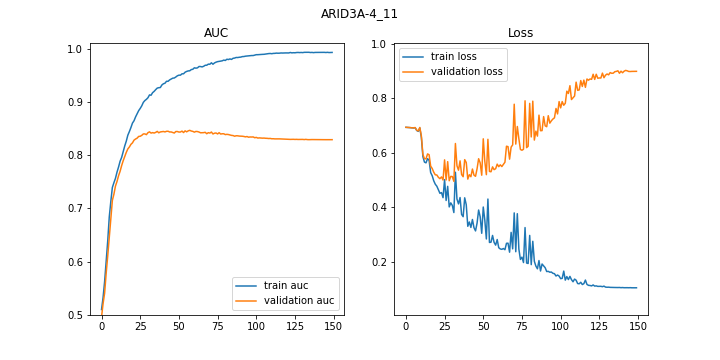 ARID3A-4_11
AUC
Loss
1.0
0.9
0.8
0.7
0.6
0.5
0 25 50 75 100 125 150
train auc
validation auc
1.0
0.8
0.6
0.4
0.2
0 25 50 75 100 125 150
train loss
validation loss